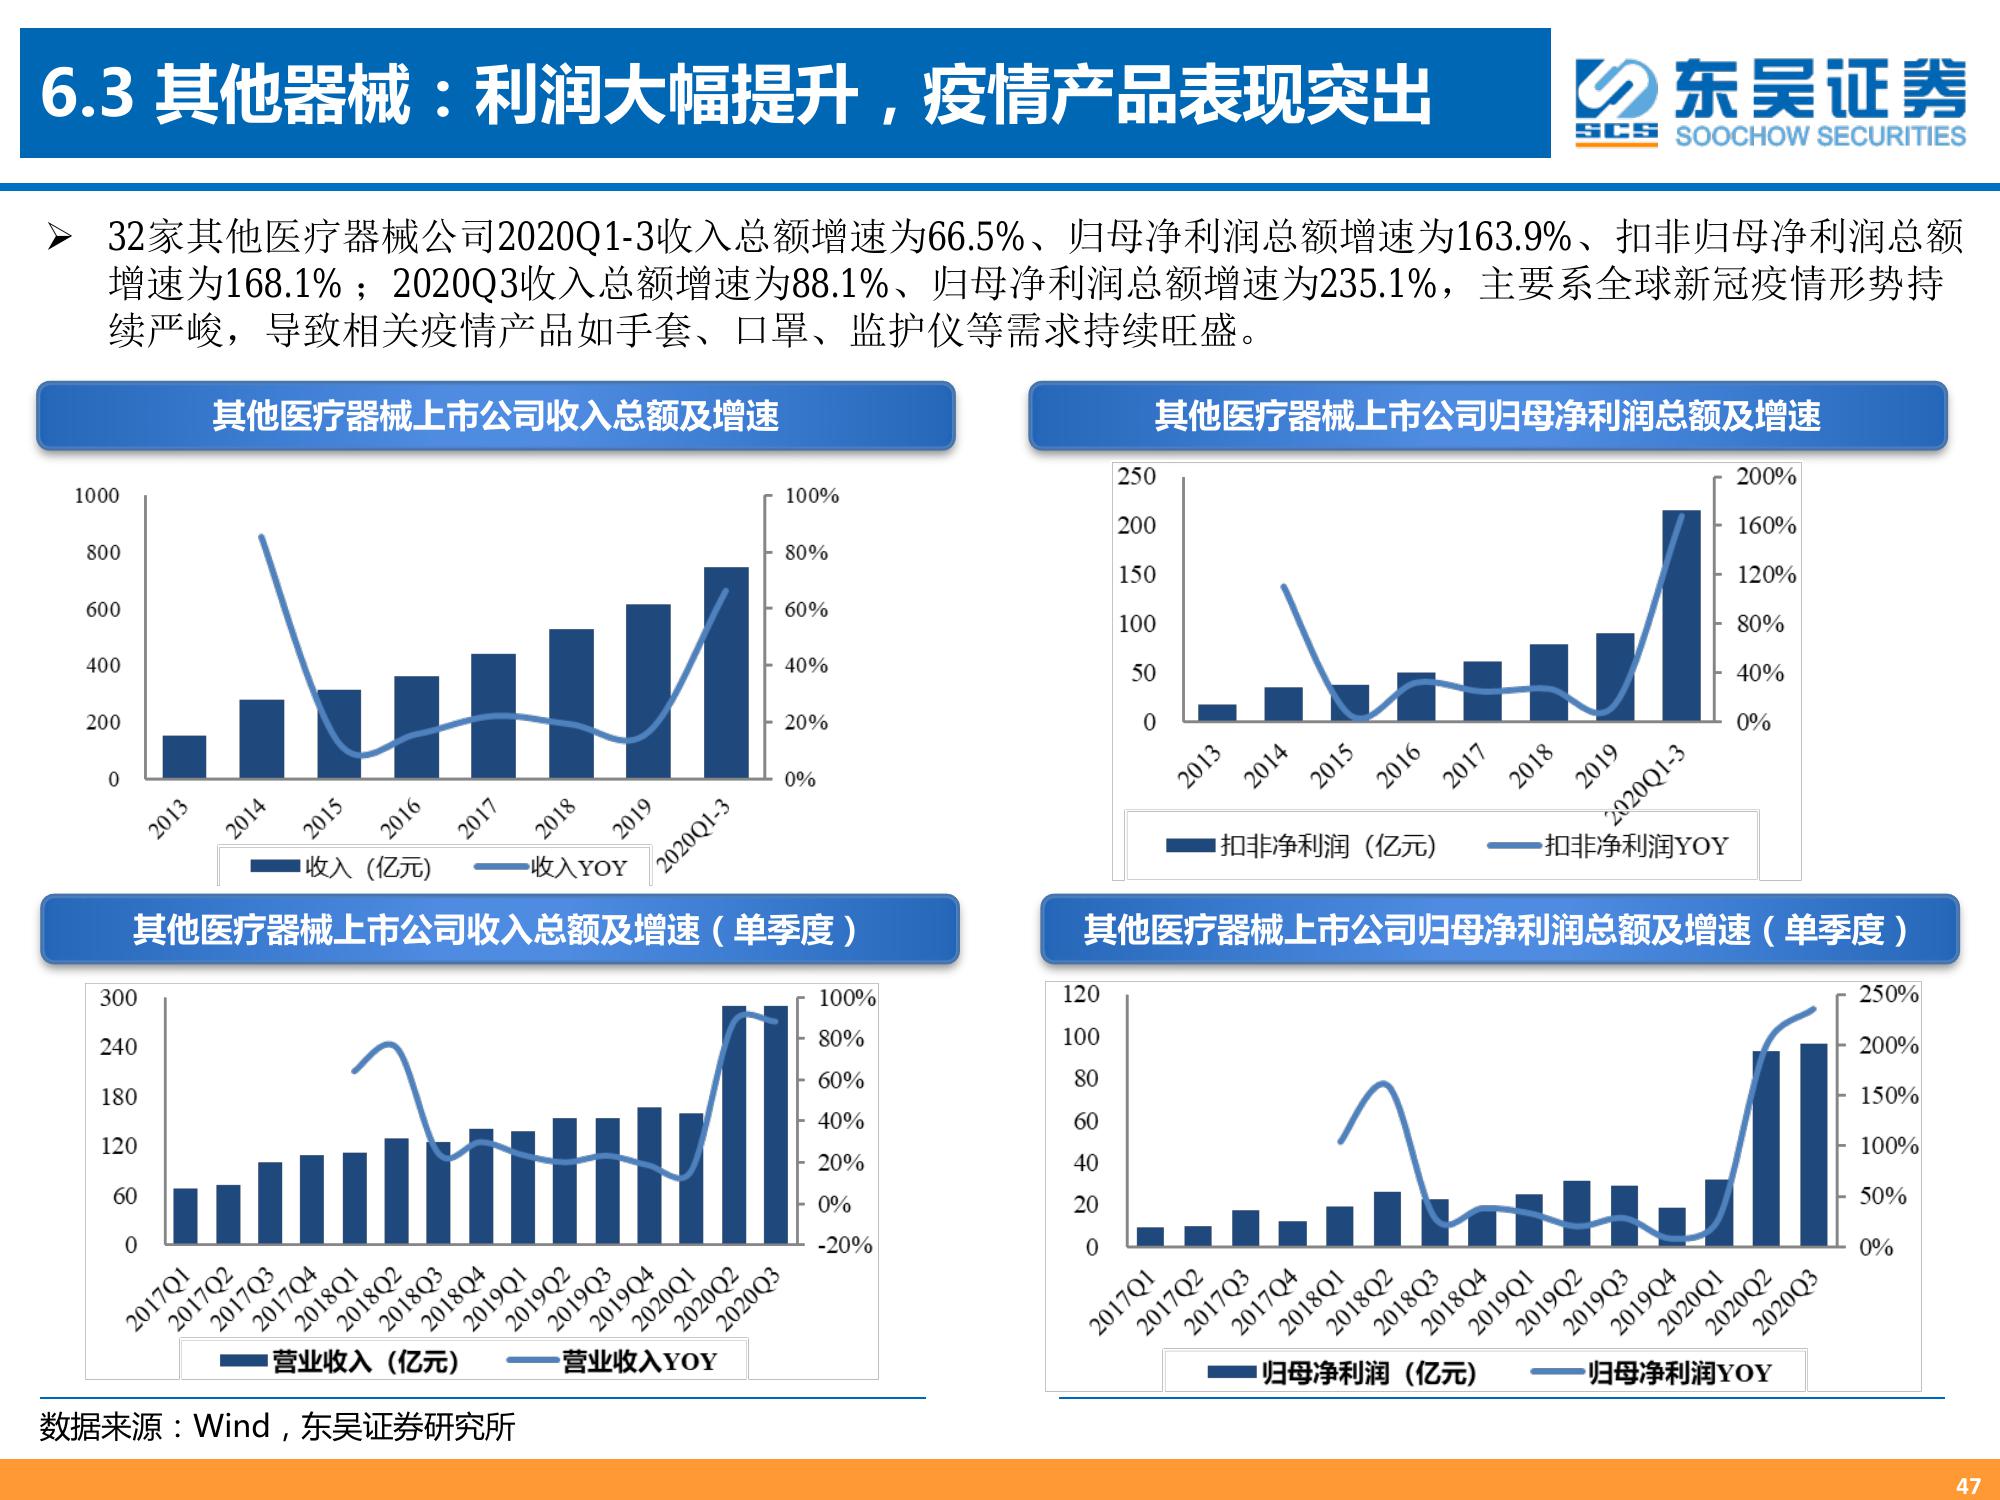 6.3 其他器械：利润大幅提升，疫情产品表现突出
东吴证券
SCS
SOOCHOW SECURITIES
➢ 32家其他医疗器械公司2020Q1-3收入总额增速为66.5%、归母净利润总额增速为163.9%、扣非归母净利润总额
增速为168.1%；2020Q3收入总额增速为88.1%、归母净利润总额增速为235.1%，主要系全球新冠疫情形势持
续严峻，导致相关疫情产品如手套、口罩、监护仪等需求持续旺盛。
其他医疗器械上市公司收入总额及增速
1000
800
600
400
200
0
100%
80%
60%
40%
20%
0%
2013
2014
2015
2016
2017
2018
2019
2020Q1-3
收入（亿元）
收入YOY
其他医疗器械上市公司归母净利润总额及增速
250
200
150
100
50
0
200%
160%
120%
80%
40%
0%
2013
2014
2015
2016
2017
2018
2019
2020Q1-3
扣非净利润（亿元）
扣非净利润YOY
其他医疗器械上市公司收入总额及增速（单季度）
300
240
180
120
60
0
100%
80%
60%
40%
20%
0%
-20%
2017Q1
2017Q2
2017Q3
2017Q4
2018Q1
2018Q2
2018Q3
2018Q4
2019Q1
2019Q2
2019Q3
2019Q4
2020Q1
2020Q2
2020Q3
营业收入（亿元）
营业收入YOY
其他医疗器械上市公司归母净利润总额及增速（单季度）
120
100
80
60
40
20
0
250%
200%
150%
100%
50%
0%
2017Q1
2017Q2
2017Q3
2017Q4
2018Q1
2018Q2
2018Q3
2018Q4
2019Q1
2019Q2
2019Q3
2019Q4
2020Q1
2020Q2
2020Q3
归母净利润（亿元）
归母净利润YOY
数据来源：Wind，东吴证券研究所
47